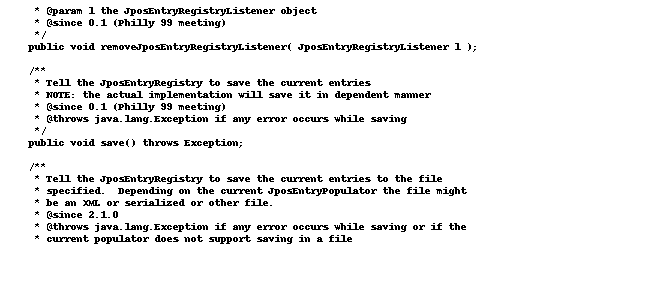 * @param l the JposEntryRegistryListener object
* @since 0.1 (Philly 99 meeting)
*/
public void removeJposEntryRegistryListener( JposEntryRegistryListener l );
/**
* Tell the JposEntryRegistry to save the current entries
* NOTE: the actual implementation will save it in dependent manner
* @since 0.1 (Philly 99 meeting)
* @throws java.lang.Exception if any error occurs while saving
*/
public void save() throws Exception;
/**
* Tell the JposEntryRegistry to save the current entries to the file
* specified.  Depending on the current JposEntryPopulator the file might
* be an XML or serialized or other file.
* @since 2.1.0
* @throws java.lang.Exception if any error occurs while saving or if the
* current populator does not support saving in a file